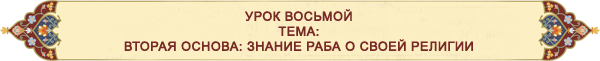 УРОК ВОСЬМОЙ
ТЕМА:
ВТОРАЯ ОСНОВА: ЗНАНИЕ РАБА О СВОЕЙ РЕЛИГИИ